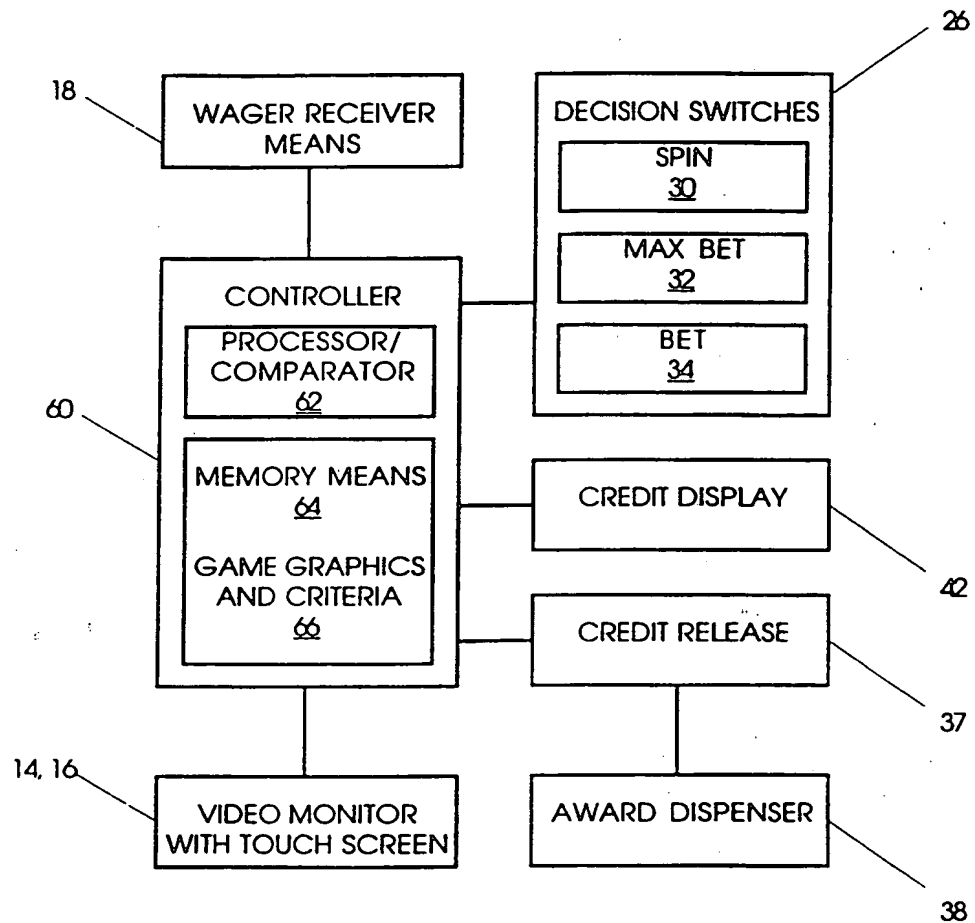 26
18
WAGER RECEIVER
MEANS
DECISION SWITCHES
SPIN
30
MAX BET
32
BET
34
CONTROLLER
PROCESSOR/
COMPARATOR
62
60
MEMORY MEANS
64
GAME GRAPHICS
AND CRITERIA
66
CREDIT DISPLAY
42
CREDIT RELEASE
37
14, 16
VIDEO MONITOR
WITH TOUCH SCREEN
AWARD DISPENSER
38